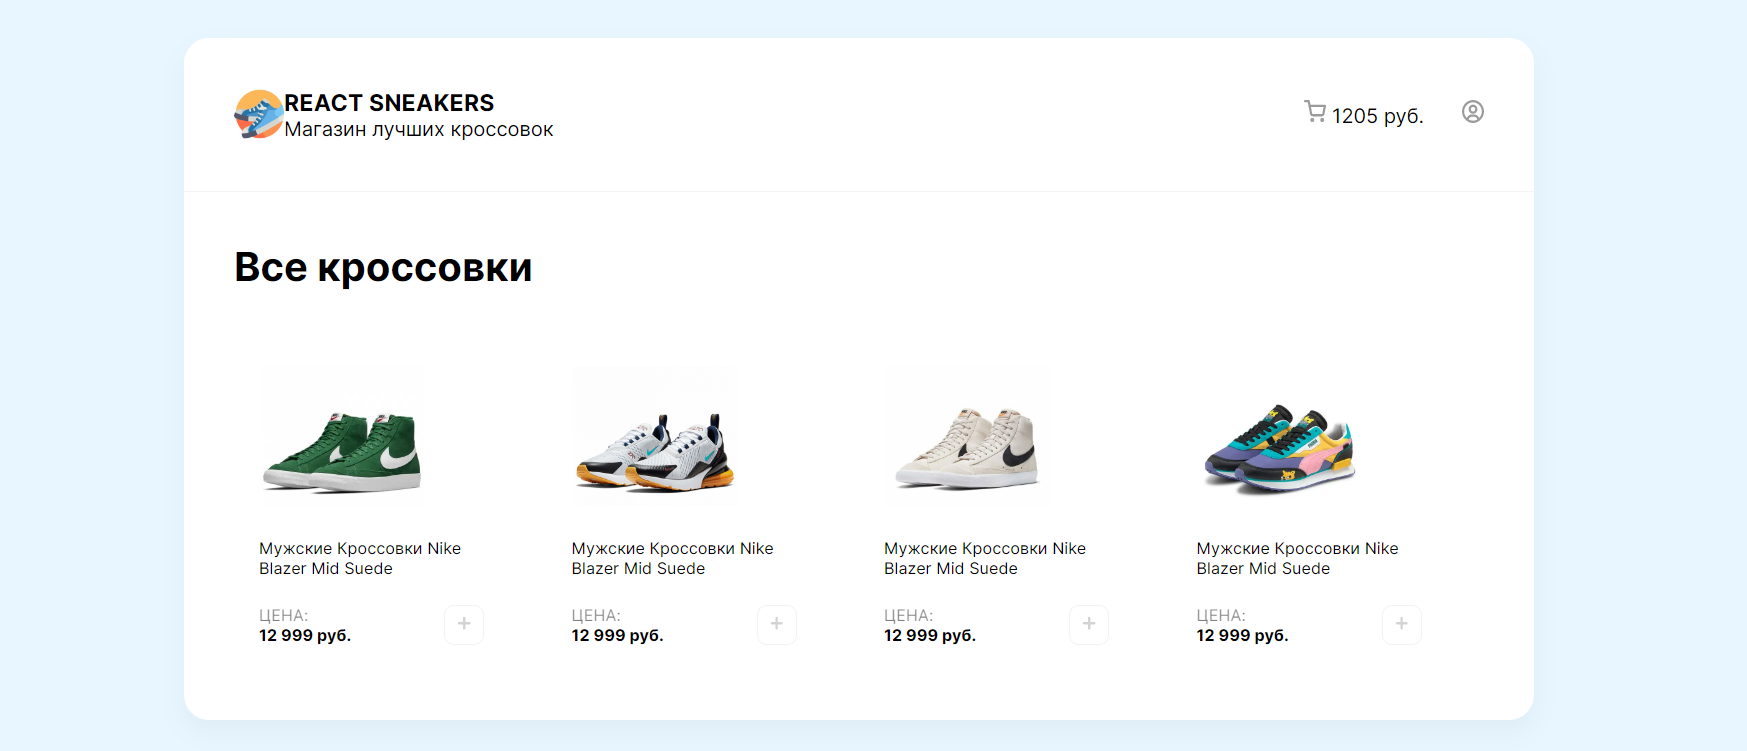 REACT SNEAKERS
Магазин лучших кроссовок
1205 руб.
Все кроссовки
Мужские Кроссовки Nike
Blazer Mid Suede
ЦЕНА:
12 999 руб.
+
Мужские Кроссовки Nike
Blazer Mid Suede
ЦЕНА:
12 999 руб.
+
Мужские Кроссовки Nike
Blazer Mid Suede
ЦЕНА:
12 999 руб.
+
Мужские Кроссовки Nike
Blazer Mid Suede
ЦЕНА:
12 999 руб.
+